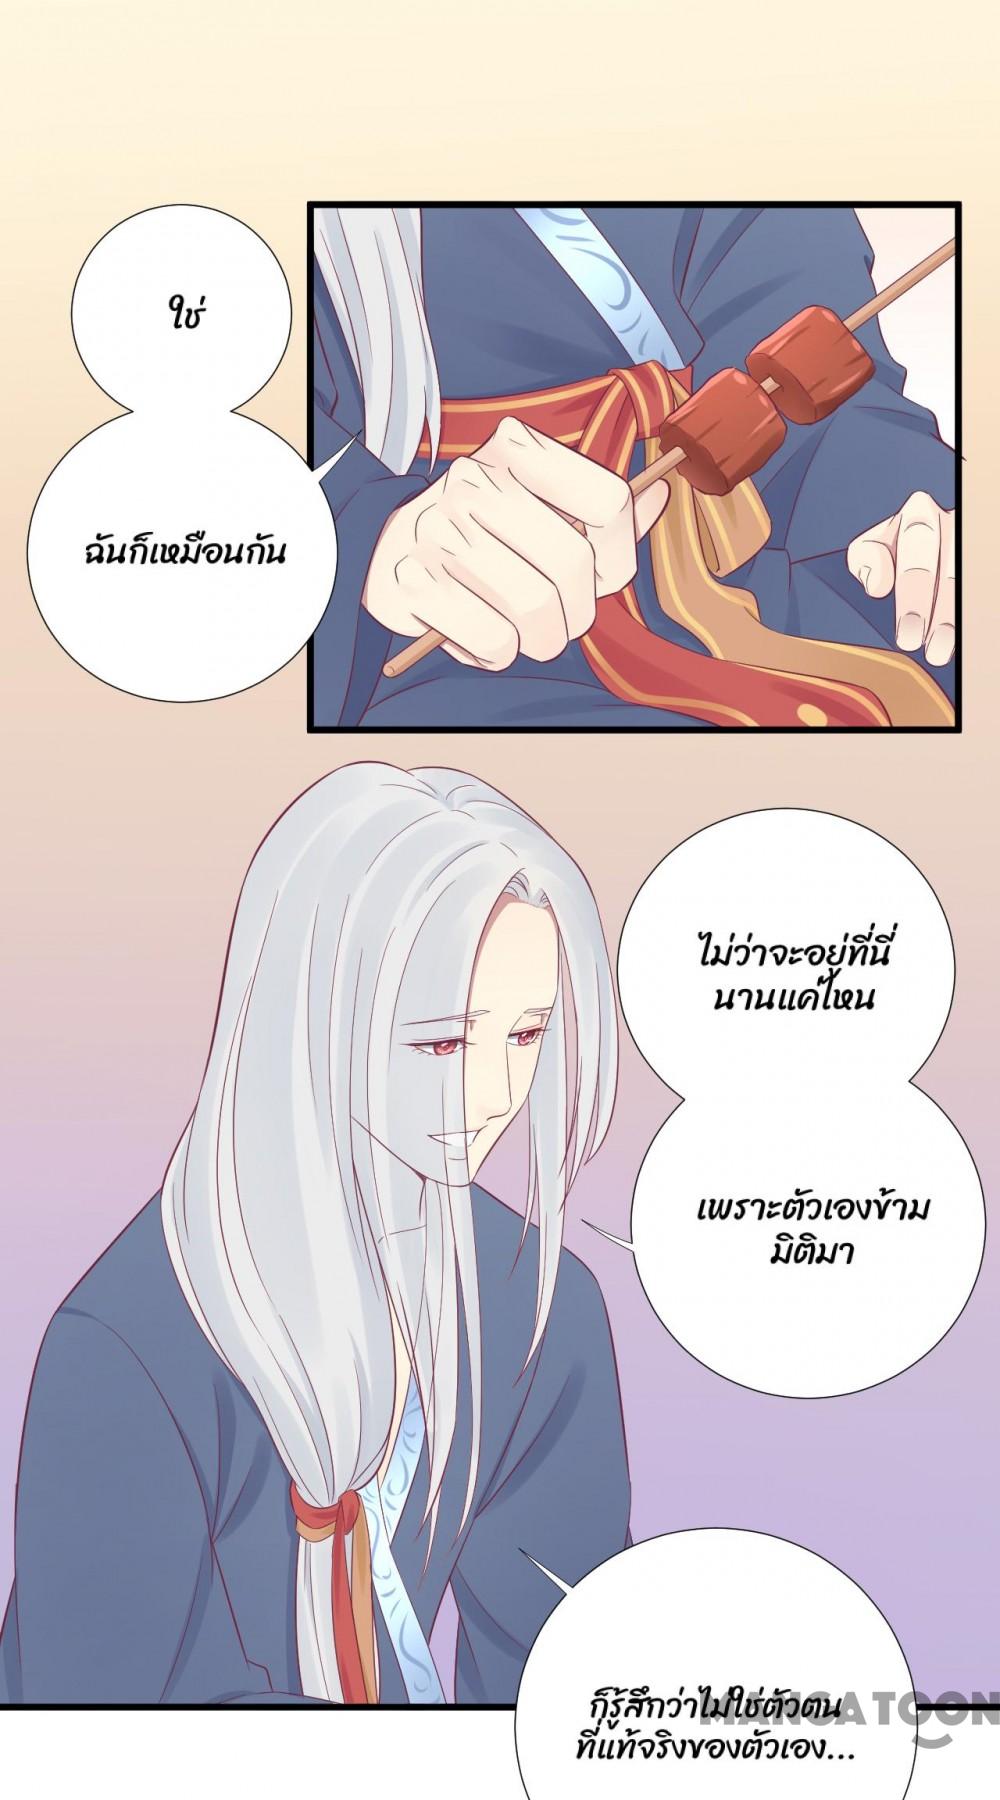 ใช่
ฉันก็เหมือนกัน
ไม่ว่าจะอยู่ที่นี่
นานแค่ไหน
เพราะตัวเองข้าม
มิติมา
ก็รู้สึกว่าไม่ใช่ตัวตน
ที่แท้จริงของตัวเอง...
MANGATOON